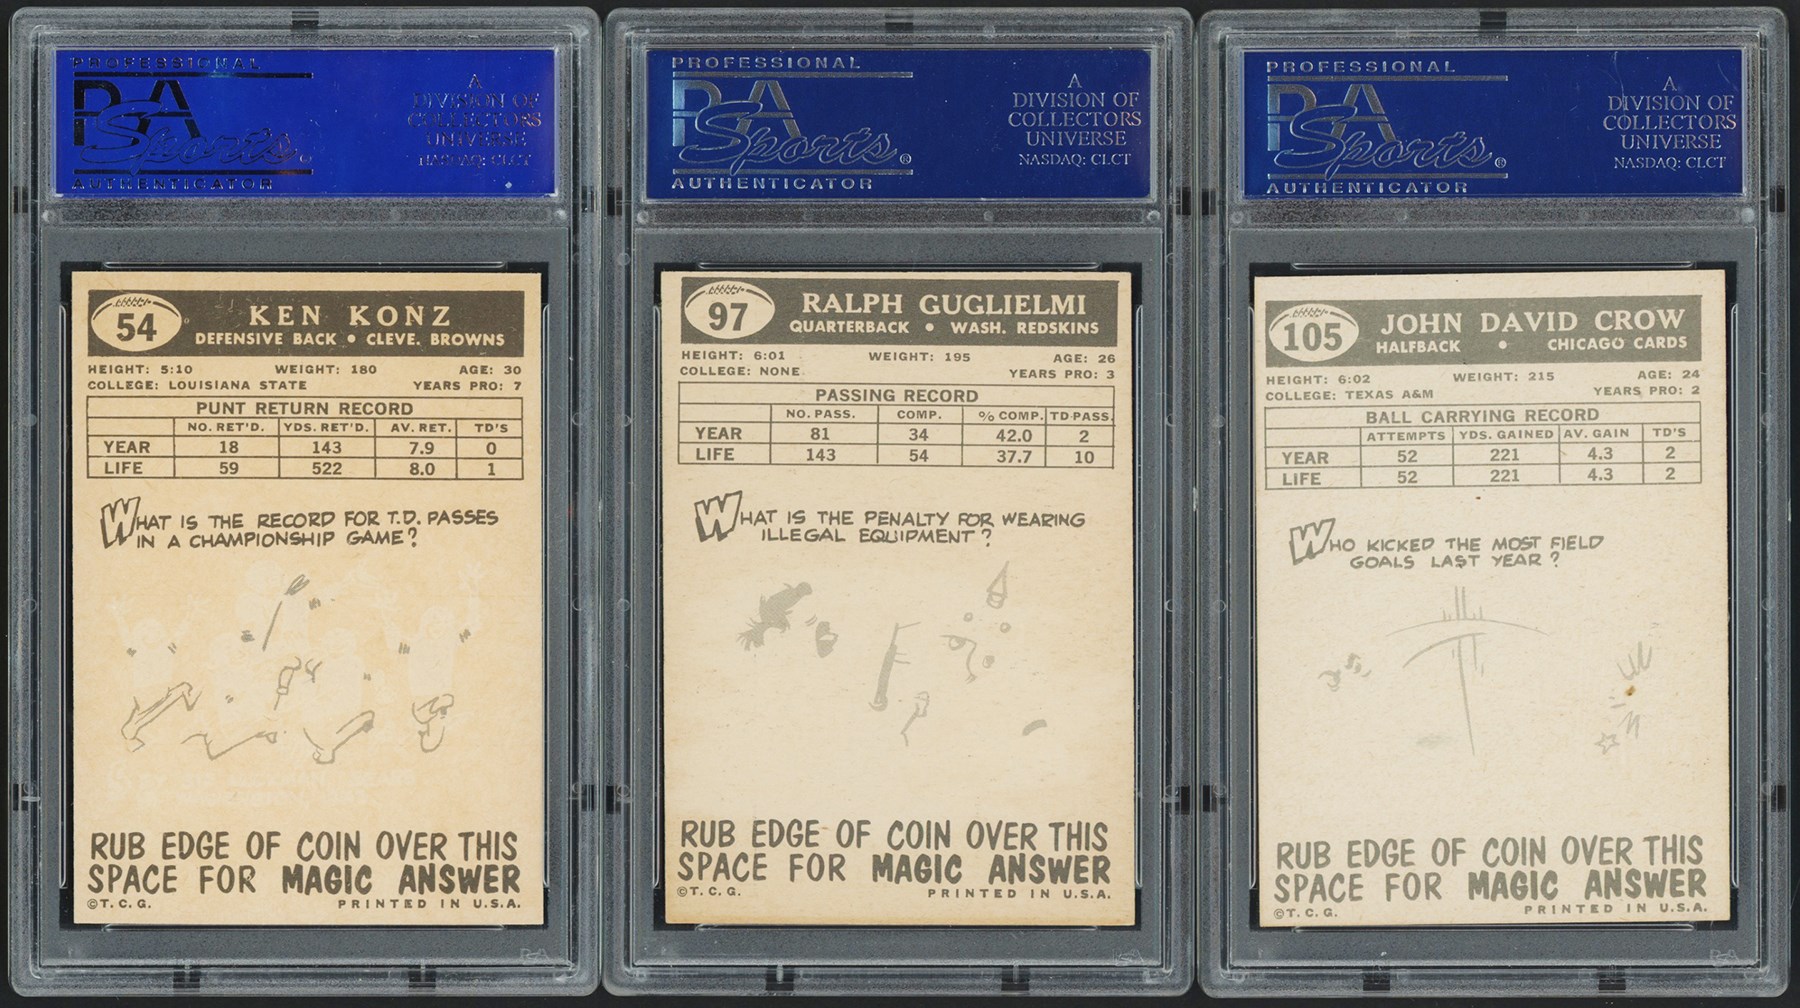 PROFESSIONAL
PSA
Sports
AUTHENTICATOR
A
DIVISION OF
COLLECTORS
UNIVERSE
NASDAQ: CLCT
54
KEN KONZ
DEFENSIVE BACK • CLEVE. BROWNS
HEIGHT: 5:10 WEIGHT: 180 AGE: 30
COLLEGE: LOUISIANA STATE YEARS PRO: 7
PUNT RETURN RECORD
NO. RET'D. YDS. RET'D. AV. RET. TD'S
YEAR 18 143 7.9 0
LIFE 59 522 8.0 1
WHAT IS THE RECORD FOR T.D. PASSES
IN A CHAMPIONSHIP GAME?
RUB EDGE OF COIN OVER THIS
SPACE FOR MAGIC ANSWER
©T. C. G. PRINTED IN U.S.A.
PROFESSIONAL
PSA
Sports®
AUTHENTICATOR
A
DIVISION OF
COLLECTORS
UNIVERSE
NASDAQ: CLCT
97
RALPH GUGLIELMI
QUARTERBACK • WASH. REDSKINS
HEIGHT: 6:01 WEIGHT: 195 AGE: 26
COLLEGE: NONE YEARS PRO: 3
PASSING RECORD
NO. PASS. COMP. % COMP. TD·PASS.
YEAR 81 34 42.0 2
LIFE 143 54 37.7 10
WHAT IS THE PENALTY FOR WEARING
ILLEGAL EQUIPMENT?
RUB EDGE OF COIN OVER THIS
SPACE FOR MAGIC ANSWER
©T. C. G. PRINTED IN U.S.A.
PROFESSIONAL
PSA
Sports®
AUTHENTICATOR
A
DIVISION OF
COLLECTORS
UNIVERSE
NASDAQ: CLCT
105
JOHN DAVID CROW
HALFBACK • CHICAGO CARDS
HEIGHT: 6:02 WEIGHT: 215 AGE: 24
COLLEGE: TEXAS A&M YEARS PRO: 2
BALL CARRYING RECORD
ATTEMPTS YDS. GAINED AV. GAIN TD'S
YEAR 52 221 4.3 2
LIFE 52 221 4.3 2
WHO KICKED THE MOST FIELD
GOALS LAST YEAR?
RUB EDGE OF COIN OVER THIS
SPACE FOR MAGIC ANSWER
©T. C. G. PRINTED IN U.S.A.